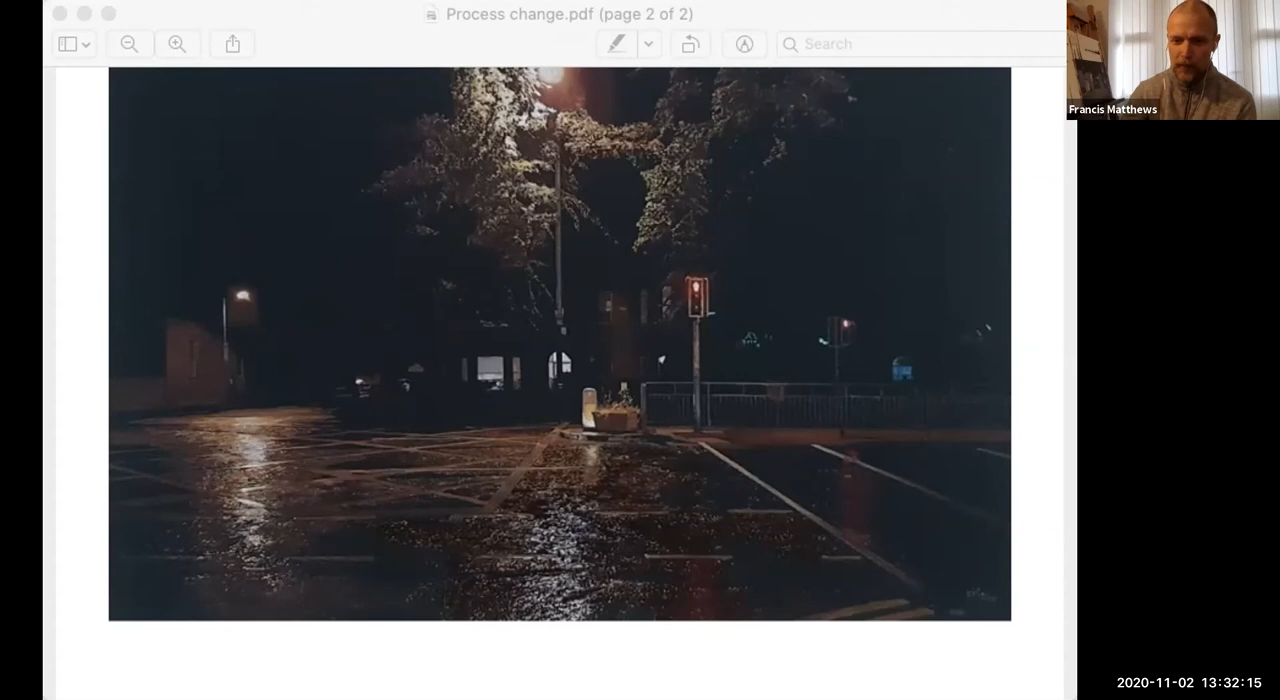 Process change.pdf (page 2 of 2)
Search
Francis Matthews
2020-11-02 13:32:15